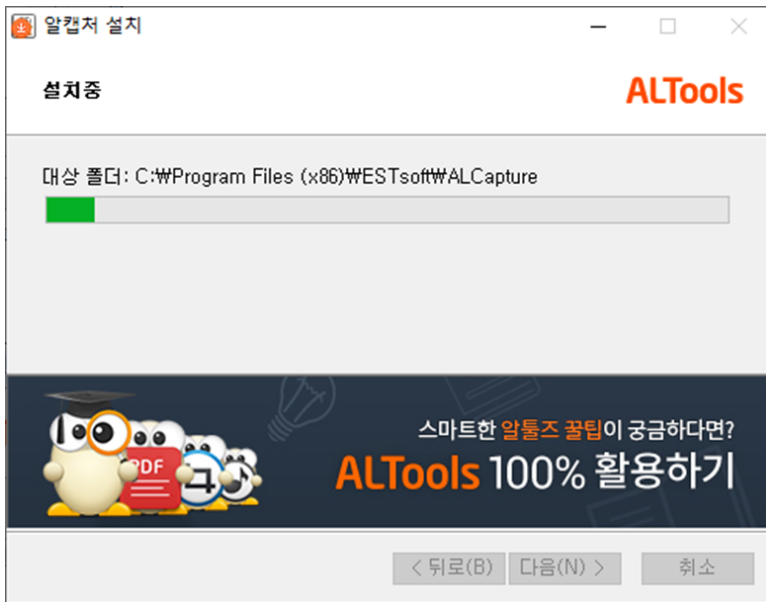 알캡처 설치
설치중
ALTools
대상 폴더: C:₩Program Files (x86)₩ESTsoft₩ALCapture
PDF
스마트한 알툴즈 꿀팁이 궁금하다면?
ALTools 100% 활용하기
< 뒤로(B)
다음(N) >
취소